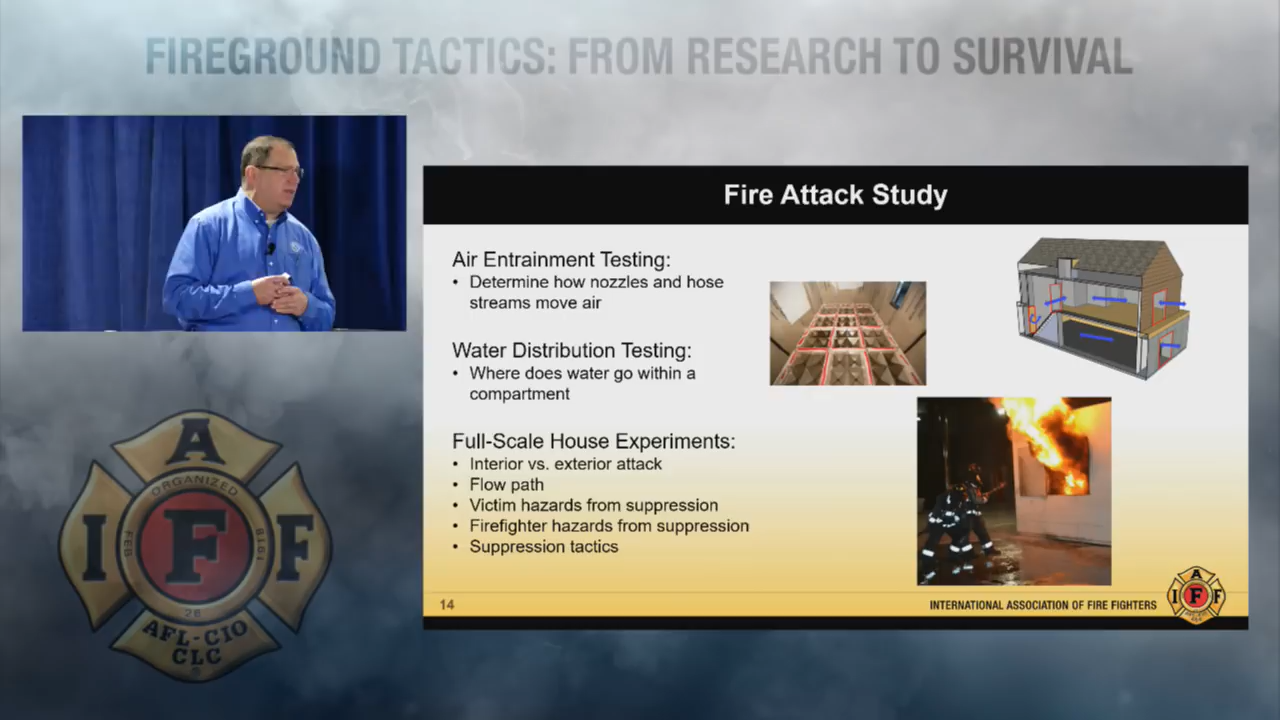 FIREGROUND TACTICS: FROM RESEARCH TO SURVIVAL
Fire Attack Study
Air Entrainment Testing:
• Determine how nozzles and hose
streams move air
Water Distribution Testing:
• Where does water go within a
compartment
Full-Scale House Experiments:
• Interior vs. exterior attack
• Flow path
• Victim hazards from suppression
• Firefighter hazards from suppression
• Suppression tactics
14
INTERNATIONAL ASSOCIATION OF FIRE FIGHTERS
A
I F F
A
ORGANIZED
I F F
FEB 1918
28
AFL-CIO
CLC